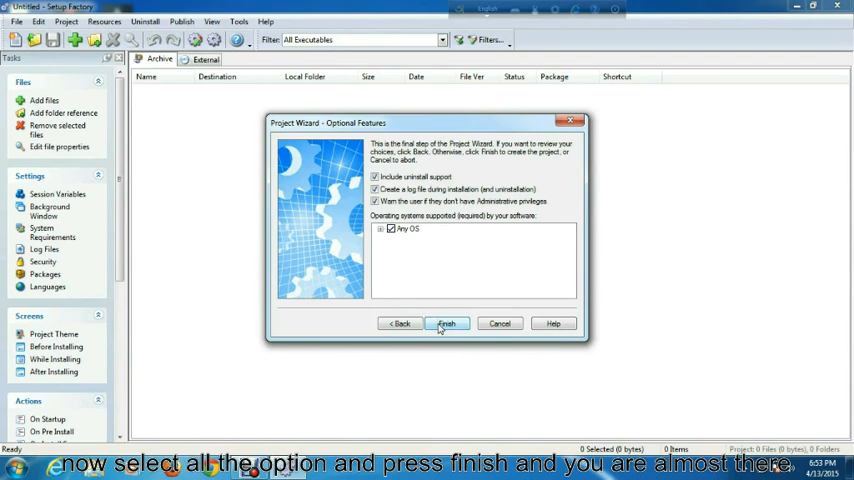 Untitled - Setup Factory
English
File Edit Project Resources Uninstall Publish View Tools Help
Filter: All Executables Filters...
Tasks
Archive External
Name Destination Local Folder Size Date File Ver Status Package Shortcut
Files
Add files
Add folder reference
Remove selected
files
Edit file properties
Settings
Session Variables
Background
Window
System
Requirements
Log Files
Security
Packages
Languages
Screens
Project Theme
Before Installing
While Installing
After Installing
Actions
On Startup
On Pre Install
Project Wizard - Optional Features
This is the final step of the Project Wizard. If you want to review your
choices, click Back. Otherwise, click Finish to create the project, or
Cancel to abort.
Include uninstall support
Create a log file during installation (and uninstallation)
Warn the user if they don't have Administrative privileges
Operating systems supported (required) by your software:
Any OS
< Back Finish Cancel Help
Ready 0 Selected (0 bytes) 0 Items Project: 0 Files (0 Bytes), 0 Folders
now select all the option and press finish and you are almost there
6:53 PM
4/13/2015